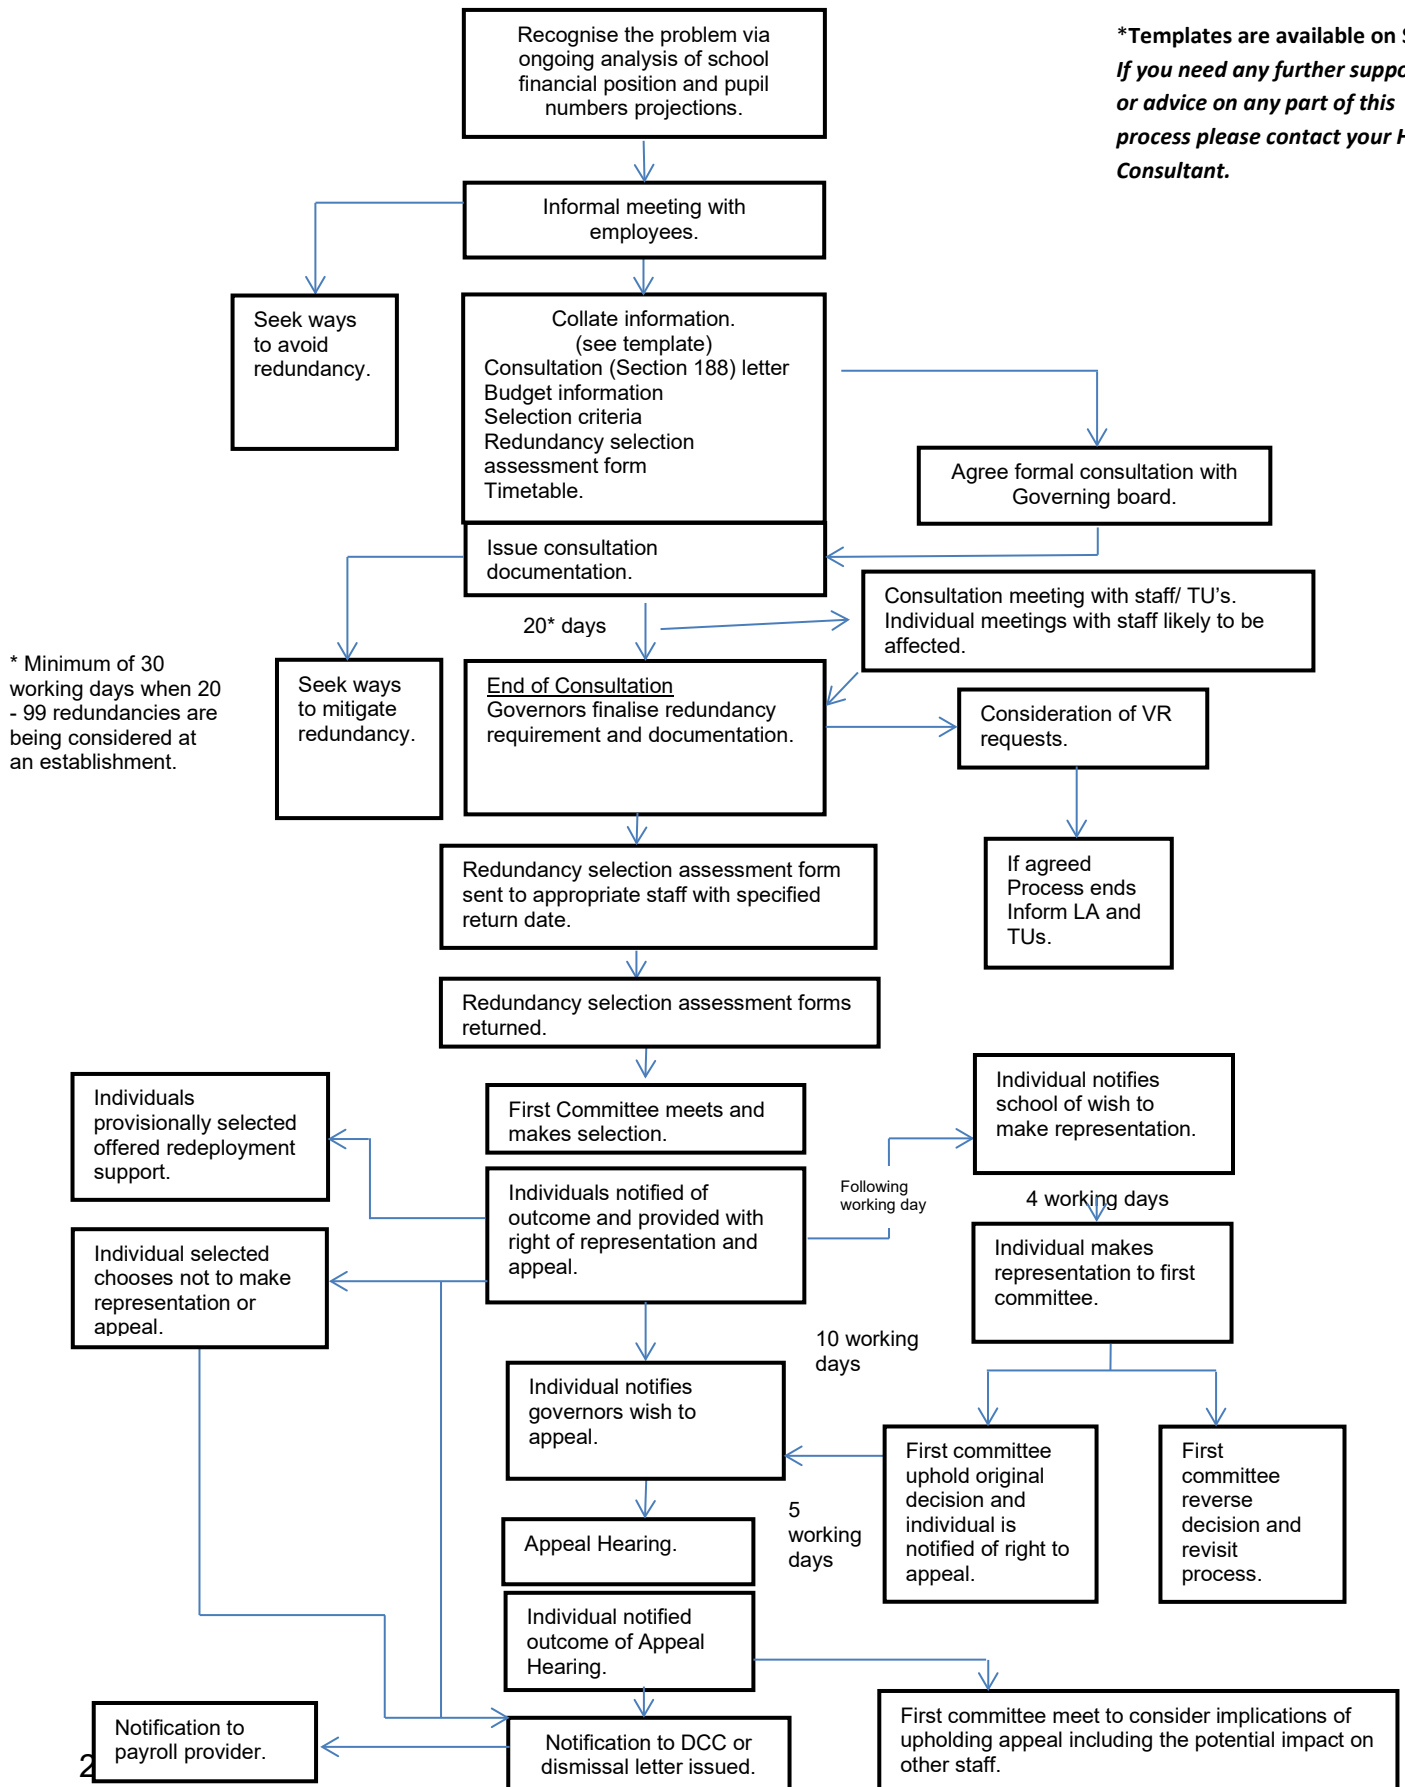 Recognise the problem via
ongoing analysis of school
financial position and pupil
numbers projections.
*Templates are available on
If you need any further
or advice on any part of this
process please contact your
Consultant.
Informal meeting with
employees.
Seek ways
to avoid
redundancy.
Collate information.
(see template)
Consultation (Section 188) letter
Budget information
Selection criteria
Redundancy selection
assessment form
Timetable.
Agree formal consultation with
Governing board.
Issue consultation
documentation.
Consultation meeting with staff/ TU's.
Individual meetings with staff likely to be
affected.
20* days
* Minimum of 30
working days when 20
- 99 redundancies are
being considered at
an establishment.
Seek ways
to mitigate
redundancy.
End of Consultation
Governors finalise redundancy
requirement and documentation.
Consideration of VR
requests.
If agreed
Process ends
Inform LA and
TUs.
Redundancy selection assessment form
sent to appropriate staff with specified
return date.
Redundancy selection assessment forms
returned.
Individuals
provisionally selected
offered redeployment
support.
First Committee meets and
makes selection.
Individual notifies
school of wish to
make representation.
Individuals notified of
outcome and provided with
right of representation and
appeal.
Following
working day
4 working days
Individual selected
chooses not to make
representation or
appeal.
Individual makes
representation to first
committee.
10 working
days
Individual notifies
governors wish to
appeal.
First committee
uphold original
decision and
individual is
notified of right to
appeal.
First
committee
reverse
decision and
revisit
process.
5
working
days
Appeal Hearing.
Individual notified
outcome of Appeal
Hearing.
Notification to
payroll provider.
Notification to DCC or
dismissal letter issued.
First committee meet to consider implications of
upholding appeal including the potential impact on
other staff.
2